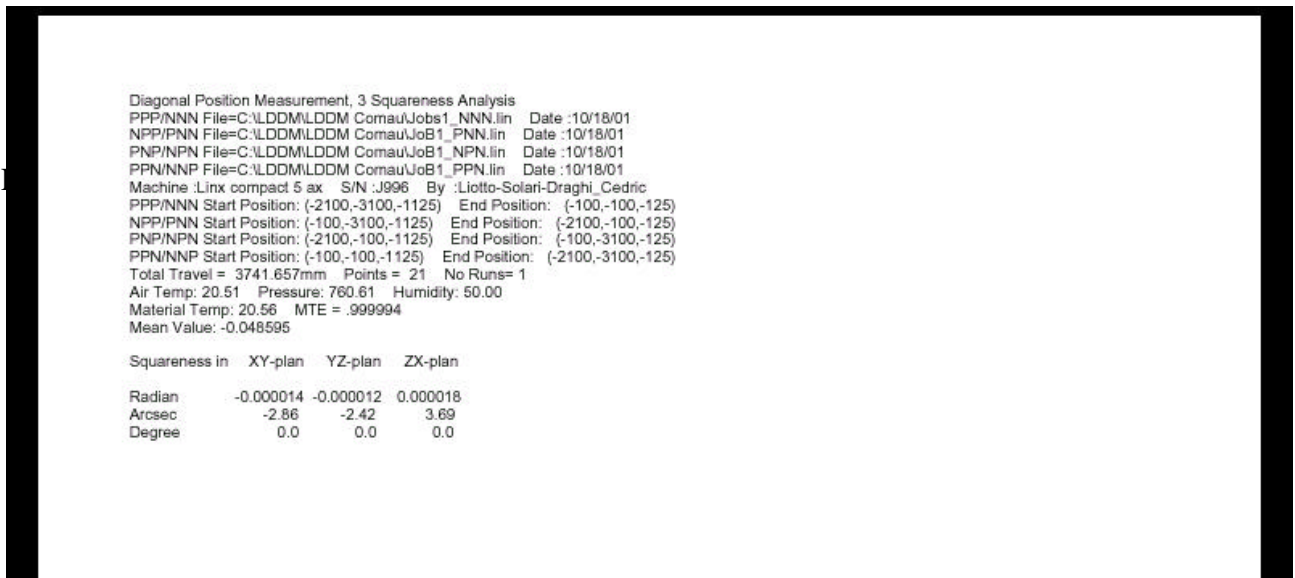 Diagonal Position Measurement, 3 Squareness Analysis
PPP/NNN File=C:\LDDM\LDDM Comau\Jobs1_NNN.lin Date :10/18/01
NPP/PNN File=C:\LDDM\LDDM Comau\JoB1_PNN.lin Date :10/18/01
PNP/NPN File=C:\LDDM\LDDM Comau\JoB1_NPN.lin Date :10/18/01
PPN/NNP File=C:\LDDM\LDDM Comau\JoB1_PPN.lin Date :10/18/01
Machine :Linx compact 5 ax S/N :J996 By :Liotto-Solari-Draghi_Cedric
PPP/NNN Start Position: (-2100,-3100,-1125) End Position: (-100,-100,-125)
NPP/PNN Start Position: (-100,-3100,-1125) End Position: (-2100,-100,-125)
PNP/NPN Start Position: (-2100,-100,-1125) End Position: (-100,-3100,-125)
PPN/NNP Start Position: (-100,-100,-1125) End Position: (-2100,-3100,-125)
Total Travel = 3741.657mm Points = 21 No Runs= 1
Air Temp: 20.51 Pressure: 760.61 Humidity: 50.00
Material Temp: 20.56 MTE = .999994
Mean Value: -0.048595
Squareness in XY-plan YZ-plan ZX-plan
Radian -0.000014 -0.000012 0.000018
Arcsec -2.86 -2.42 3.69
Degree 0.0 0.0 0.0